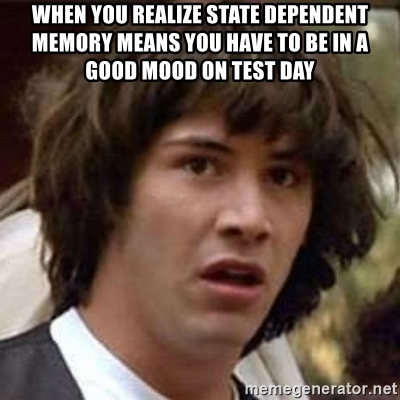 WHEN YOU REALIZE STATE DEPENDENT
MEMORY MEANS YOU HAVE TO BE IN A
GOOD MOOD ON TEST DAY
memegenerator.net